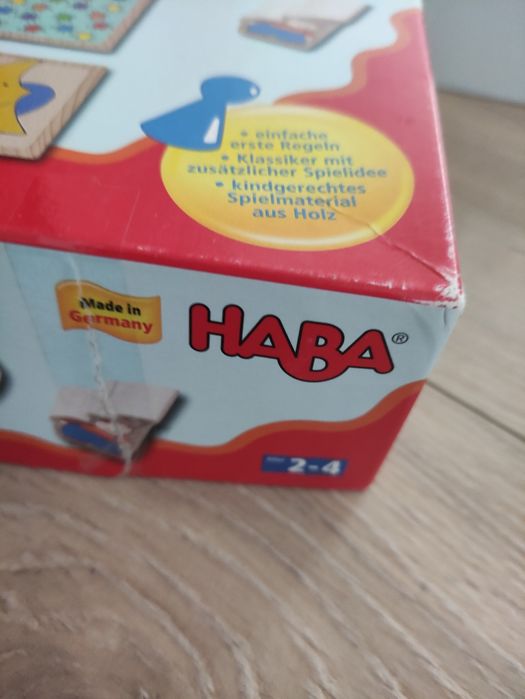 • einfache
erste Regeln
• Klassiker mit
zusätzlicher Spielidee
• kindgerechtes
Spielmaterial
aus Holz
Made in
Germany
HABA®
2-4